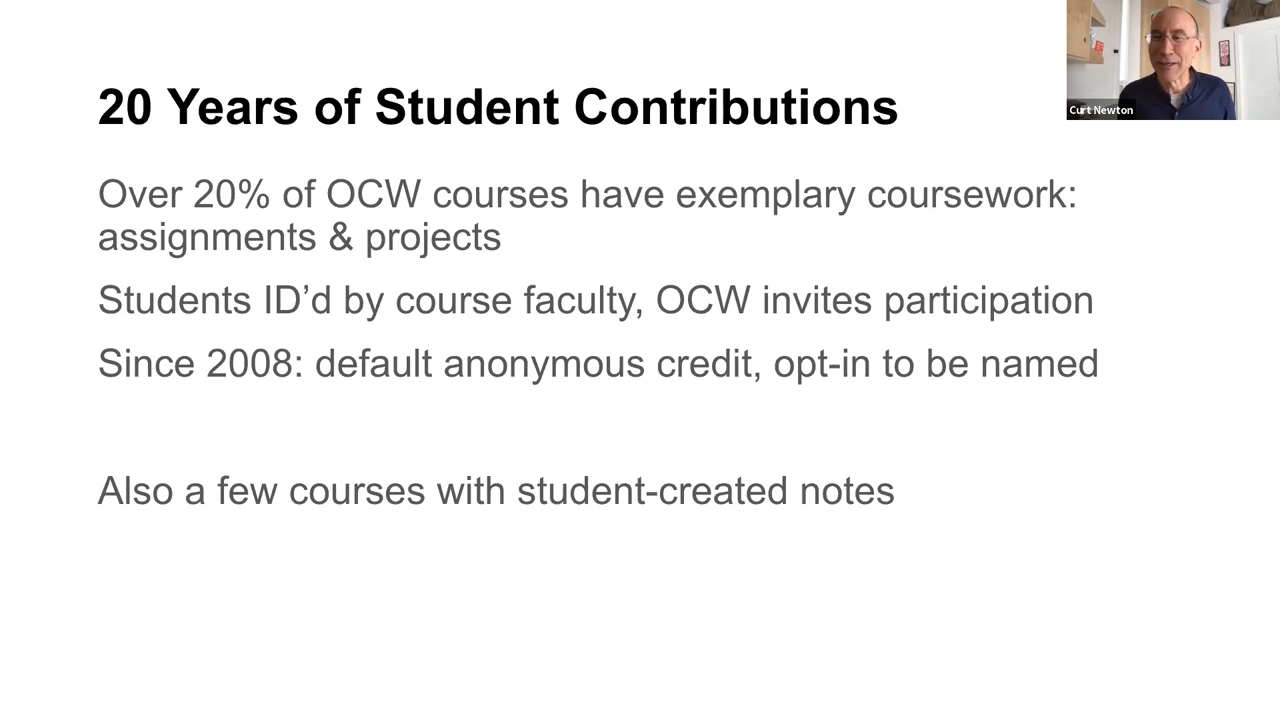 20 Years of Student Contributions
Curt Newton
Over 20% of OCW courses have exemplary coursework:
assignments & projects
Students ID’d by course faculty, OCW invites participation
Since 2008: default anonymous credit, opt-in to be named
Also a few courses with student-created notes